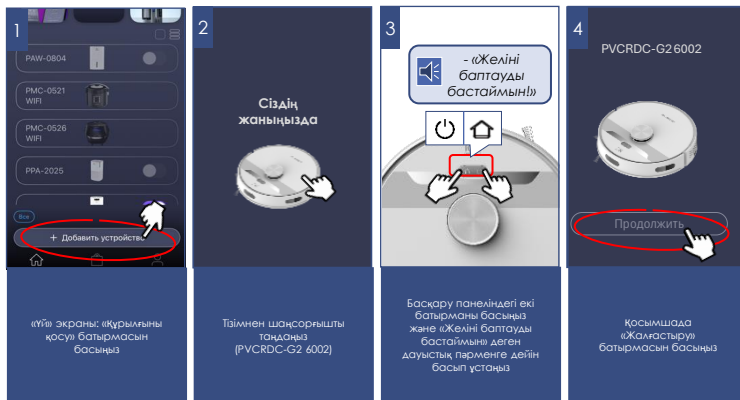 1
PAW-0804
PMC-0521
WIFI
PMC-0526
WIFI
PPA-2025
Все
+ Добавить устройство
«Үй» экраны: «Құрылғыны
қосу» батырмасын
басыңыз
2
Сіздің
жаныңызда
Тізімнен шаңсорғышты
таңдаңыз
(PVCRDC-G2 6002)
3
- «Желіні
баптауды
бастаймын!»
Басқару панеліндегі екі
батырманы басыңыз
және «Желіні баптауды
бастаймын» деген
дауыстық пәрменге дейін
басып ұстаңыз
4
PVCRDC-G2 6002
Продолжить
Қосымшада
«Жалғастыру»
батырмасын басыңыз